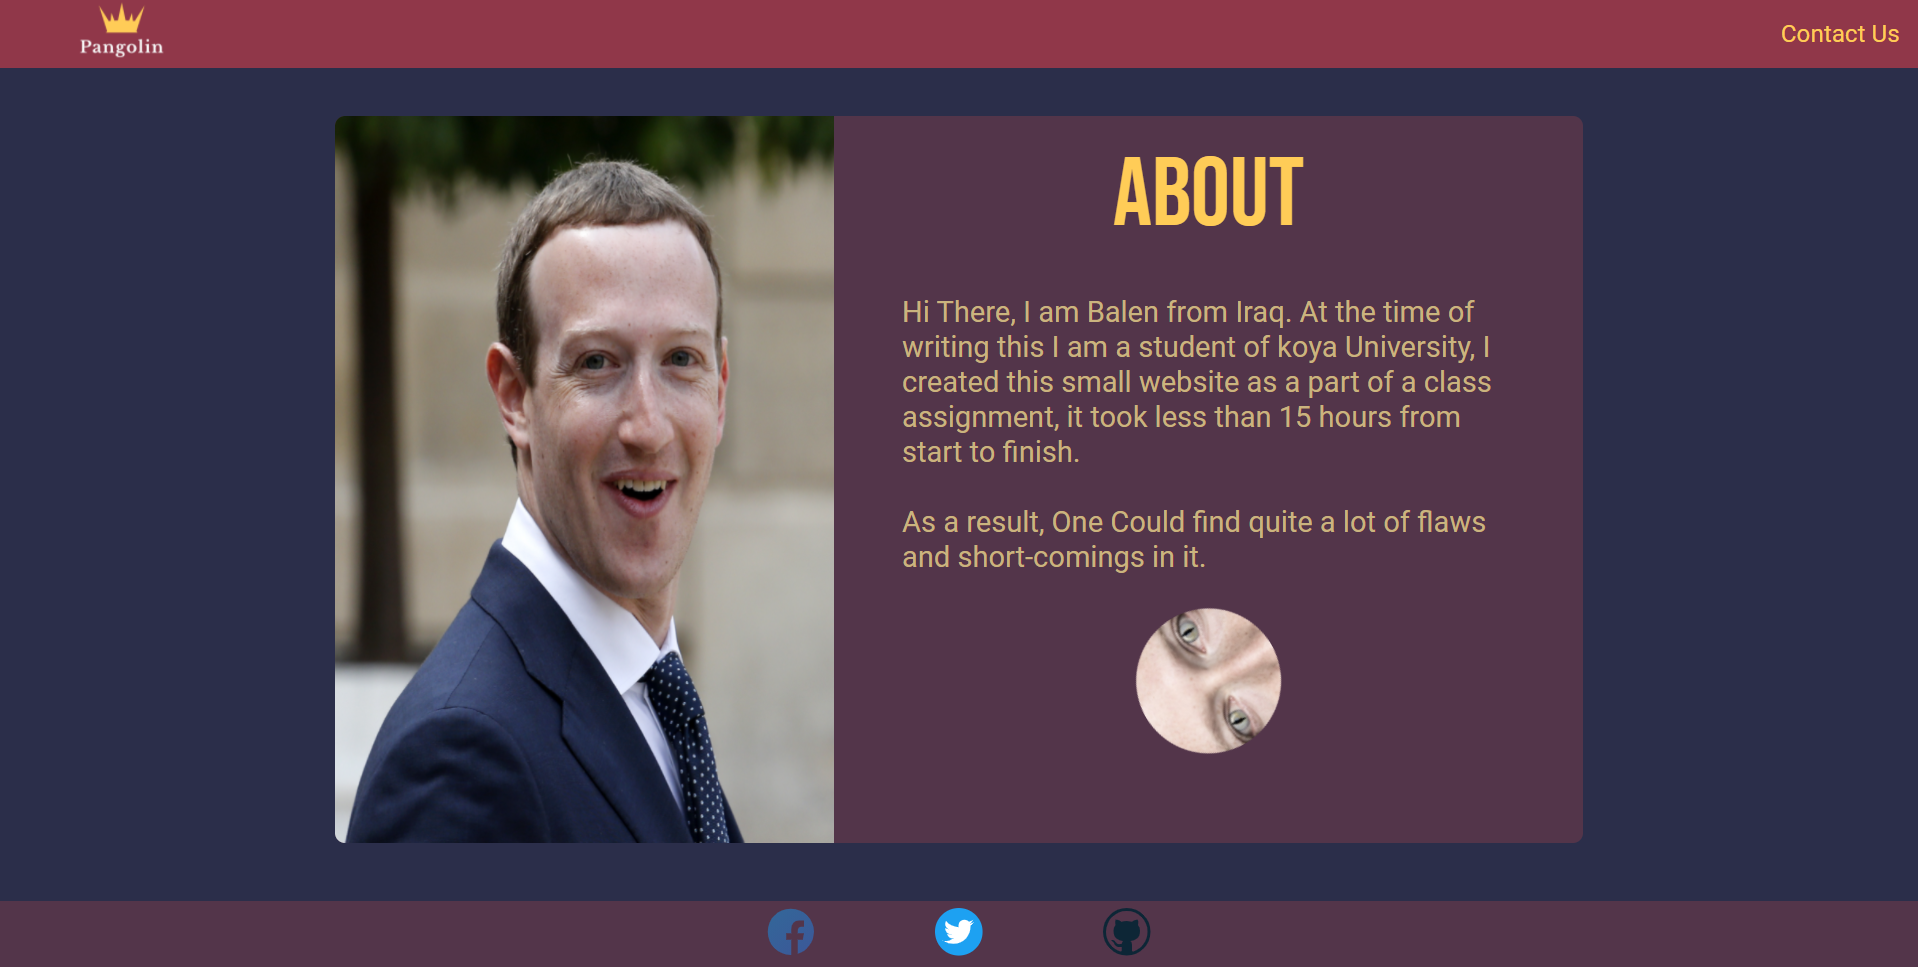 Pangolin
Contact Us
ABOUT
Hi There, I am Balen from Iraq. At the time of
writing this I am a student of koya University, I
created this small website as a part of a class
assignment, it took less than 15 hours from
start to finish.
As a result, One Could find quite a lot of flaws
and short-comings in it.